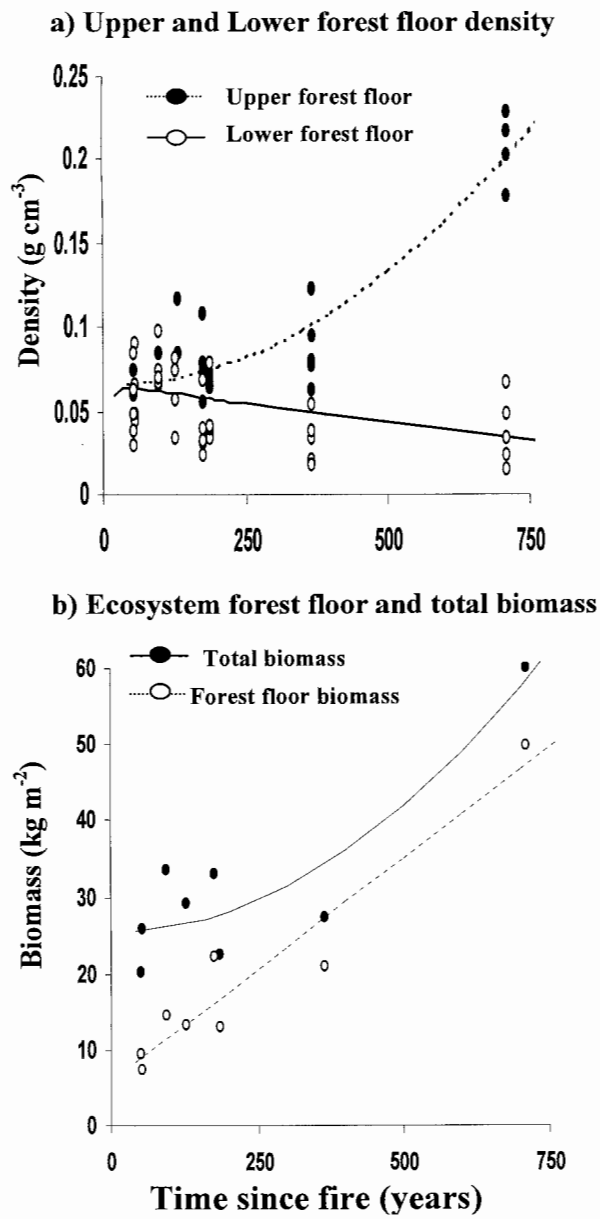 a) Upper and Lower forest floor density
0.25
0.2
0.15
0.1
0.05
0
Density (g cm-3)
Upper forest floor
Lower forest floor
0
250
500
750
b) Ecosystem forest floor and total biomass
60
50
40
30
20
10
0
Biomass (kg m-2)
Total biomass
Forest floor biomass
0
250
500
750
Time since fire (years)